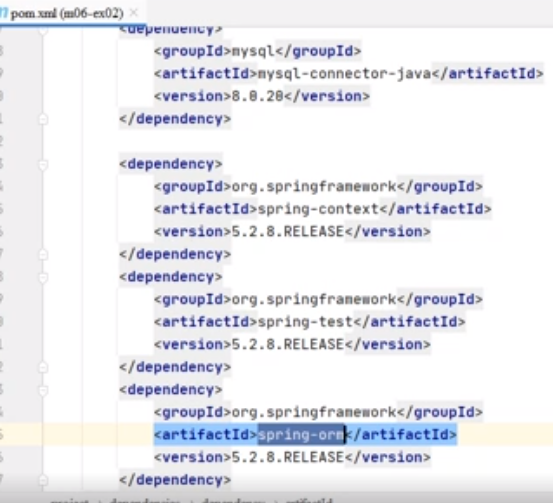 pom.xml (m06-ex02)
<dependency>
<groupId>mysql</groupId>
<artifactId>mysql-connector-java</artifactId>
<version>8.0.20</version>
</dependency>
<dependency>
<groupId>org.springframework</groupId>
<artifactId>spring-context</artifactId>
<version>5.2.8.RELEASE</version>
</dependency>
<dependency>
<groupId>org.springframework</groupId>
<artifactId>spring-test</artifactId>
<version>5.2.8.RELEASE</version>
</dependency>
<dependency>
<groupId>org.springframework</groupId>
<artifactId>spring-orm</artifactId>
<version>5.2.8.RELEASE</version>
</dependency>